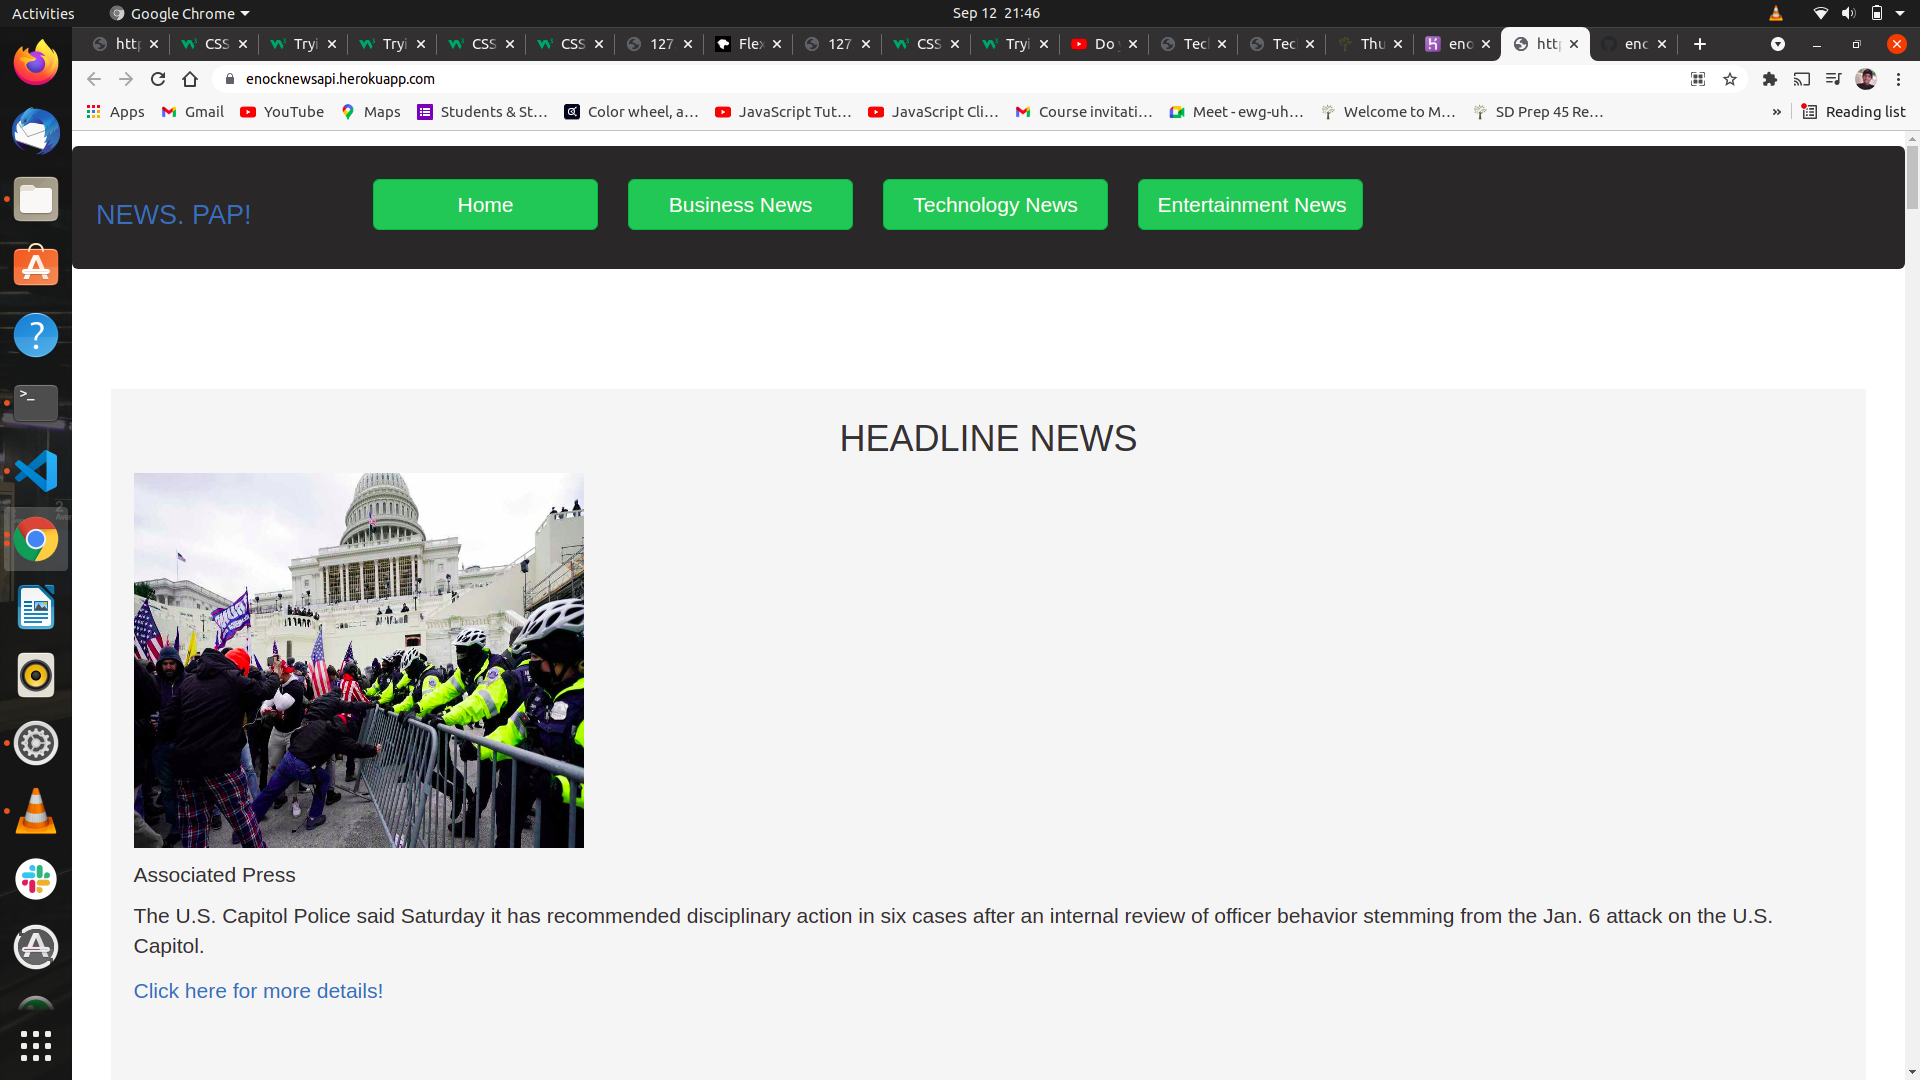 Activities
Google Chrome
Sep 12 21:46
http
CSS
Tryi
Tryi
CSS
CSS
127.
Flex
127
CSS
Tryi
Do y
Tech
Tech
Thu
eno
http
enc
enocknewsapi.herokuapp.com
Apps
Gmail
YouTube
Maps
Students & St...
Color wheel, a...
JavaScript Tut...
JavaScript Cli...
Course invitati...
Meet - ewg-uh...
Welcome to M...
SD Prep 45 Re...
»
Reading list
NEWS. PAP!
Home
Business News
Technology News
Entertainment News
HEADLINE NEWS
Associated Press
The U.S. Capitol Police said Saturday it has recommended disciplinary action in six cases after an internal review of officer behavior stemming from the Jan. 6 attack on the U.S.
Capitol.
Click here for more details!